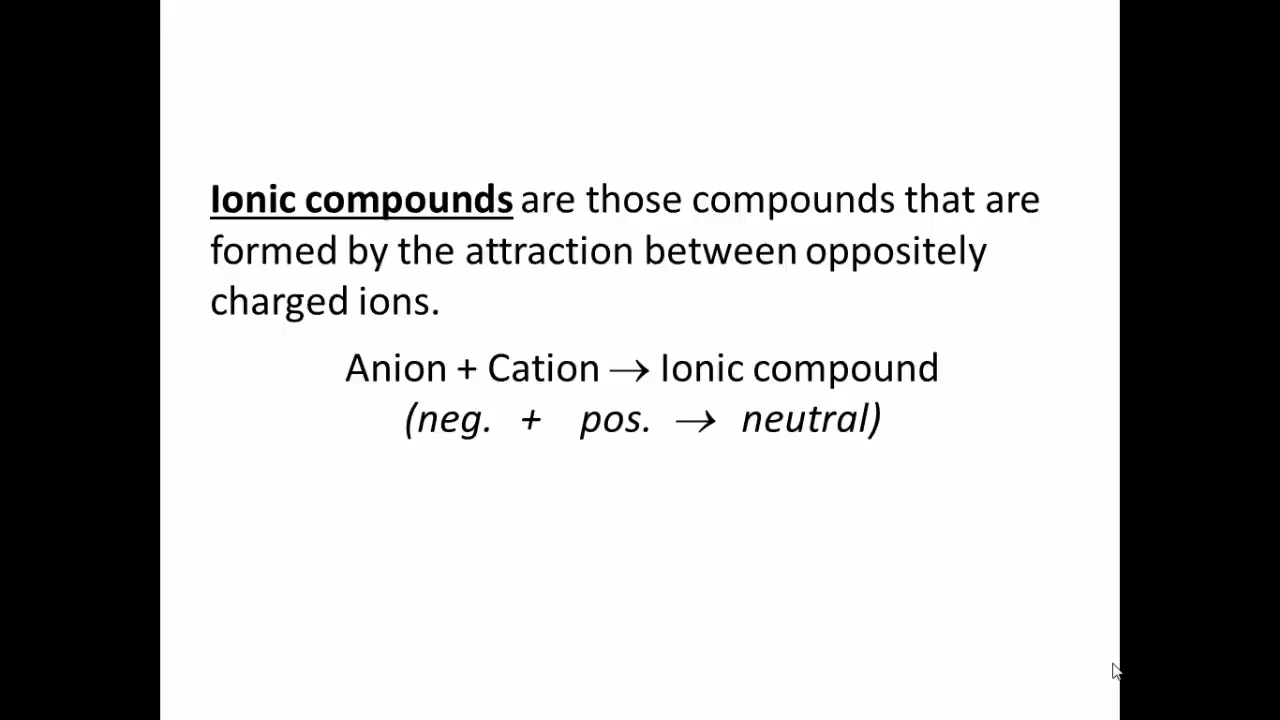 Ionic compounds are those compounds that are
formed by the attraction between oppositely
charged ions.
Anion + Cation → Ionic compound
(neg. + pos. → neutral)